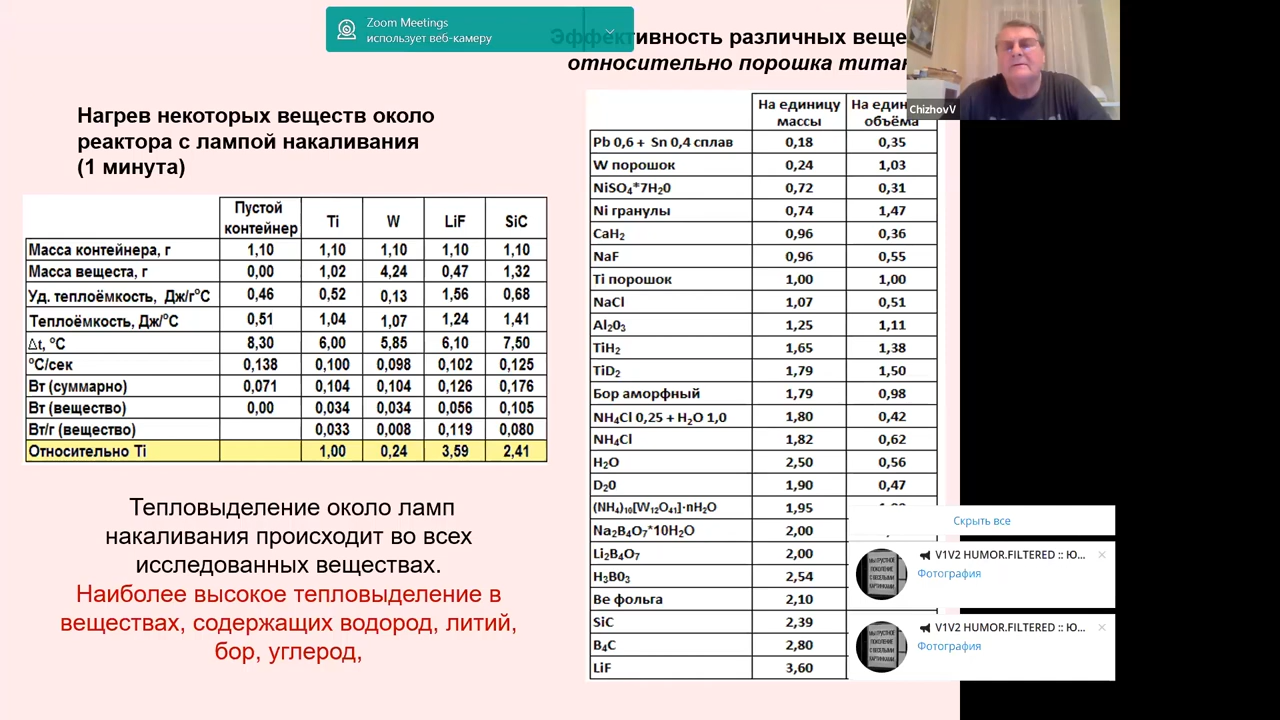 Zoom Meetings
использует веб-камеру
Эффективность различных веще
относительно порошка титан
ChizhovV
Нагрев некоторых веществ около
реактора с лампой накаливания
(1 минута)
Пустой контейнер Ti W LiF SiC
Масса контейнера, г 1,10 1,10 1,10 1,10 1,10
Масса вещеста, г 0,00 1,02 4,24 0,47 1,32
Уд. теплоёмкость, Дж/г°С 0,46 0,52 0,13 1,56 0,68
Теплоёмкость, Дж/°С 0,51 1,04 1,07 1,24 1,41
Δt, °С 8,30 6,00 5,85 6,10 7,50
°С/сек 0,138 0,100 0,098 0,102 0,125
Вт (суммарно) 0,071 0,104 0,104 0,126 0,176
Вт (вещество) 0,00 0,034 0,034 0,056 0,105
Вт/г (вещество) 0,033 0,008 0,119 0,080
Относительно Ti 1,00 0,24 3,59 2,41
Тепловыделение около ламп
накаливания происходит во всех
исследованных веществах.
Наиболее высокое тепловыделение в
веществах, содержащих водород, литий,
бор, углерод,
На единицу массы На един объёма
Pb 0,6 + Sn 0,4 сплав 0,18 0,35
W порошок 0,24 1,03
NiSO₄*7H₂0 0,72 0,31
Ni гранулы 0,74 1,47
CaH₂ 0,96 0,36
NaF 0,96 0,55
Ti порошок 1,00 1,00
NaCl 1,07 0,51
Al₂0₃ 1,25 1,11
TiH₂ 1,65 1,38
TiD₂ 1,79 1,50
Бор аморфный 1,79 0,98
NH₄Cl 0,25 + H₂O 1,0 1,80 0,42
NH₄Cl 1,82 0,62
H₂O 2,50 0,56
D₂0 1,90 0,47
(NH₄)₁₀[W₁₂O₄₁]·nH₂O 1,95
Na₂B₄O₇*10H₂O 2,00
Li₂B₄O₇ 2,00
H₃B0₃ 2,54
Be фольга 2,10
SiC 2,39
B₄C 2,80
LiF 3,60
Скрыть все
V1V2 HUMOR.FILTERED :: Ю...
Фотография
V1V2 HUMOR.FILTERED :: Ю...
Фотография